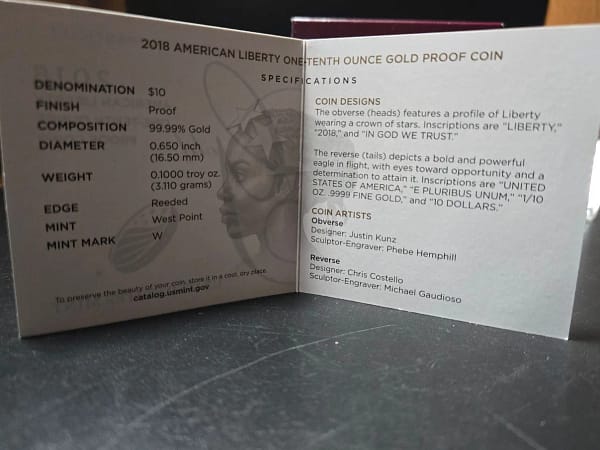 2018 AMERICAN LIBERTY ONE-TENTH OUNCE GOLD PROOF COIN
SPECIFICATIONS
DENOMINATION $10
FINISH Proof
COMPOSITION 99.99% Gold
DIAMETER 0.650 inch
(16.50 mm)
WEIGHT 0.1000 troy oz.
(3.110 grams)
EDGE Reeded
MINT West Point
MINT MARK W
To preserve the beauty of your coin, store it in a cool, dry place.
catalog.usmint.gov
COIN DESIGNS
The obverse (heads) features a profile of Liberty
wearing a crown of stars. Inscriptions are “LIBERTY,”
“2018,” and “IN GOD WE TRUST.”
The reverse (tails) depicts a bold and powerful
eagle in flight, with eyes toward opportunity and a
determination to attain it. Inscriptions are “UNITED
STATES OF AMERICA,” “E PLURIBUS UNUM,” “1/10
OZ. .9999 FINE GOLD,” and “10 DOLLARS.”
COIN ARTISTS
Obverse
Designer: Justin Kunz
Sculptor-Engraver: Phebe Hemphill
Reverse
Designer: Chris Costello
Sculptor-Engraver: Michael Gaudioso